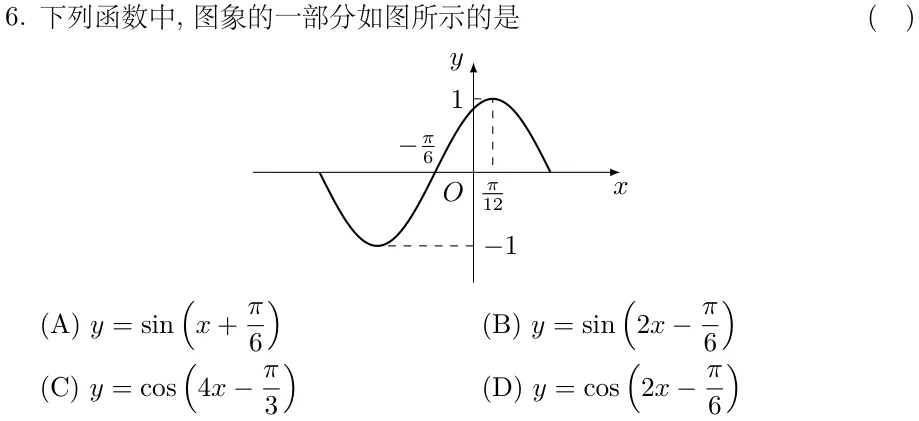 6. 下列函数中, 图象的一部分如图所示的是 ( )
y
1
−π/6
O π/12 x
−1
(A) y = sin(x + π/6) (B) y = sin(2x − π/6)
(C) y = cos(4x − π/3) (D) y = cos(2x − π/6)